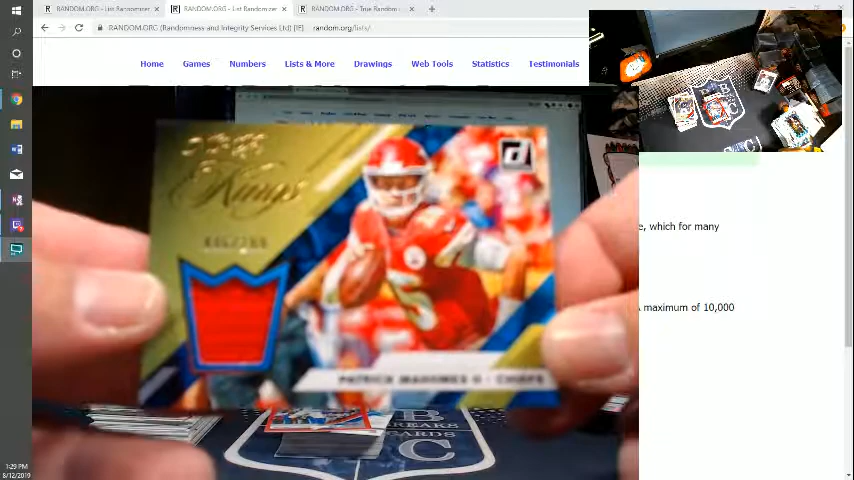 RANDOM.ORG - List Randomizer
RANDOM.ORG - List Randomizer
RANDOM.ORG - True Random
RANDOM.ORG (Randomness and Integrity Services Ltd) [IE]
random.org/lists/
Home
Games
Numbers
Lists & More
Drawings
Web Tools
Statistics
Testimonials
Kings
PATRICK MAHOMES II - CHIEFS
e, which for many
maximum of 10,000
B
BREAKS
CARDS
C
1:29 PM
8/12/2019